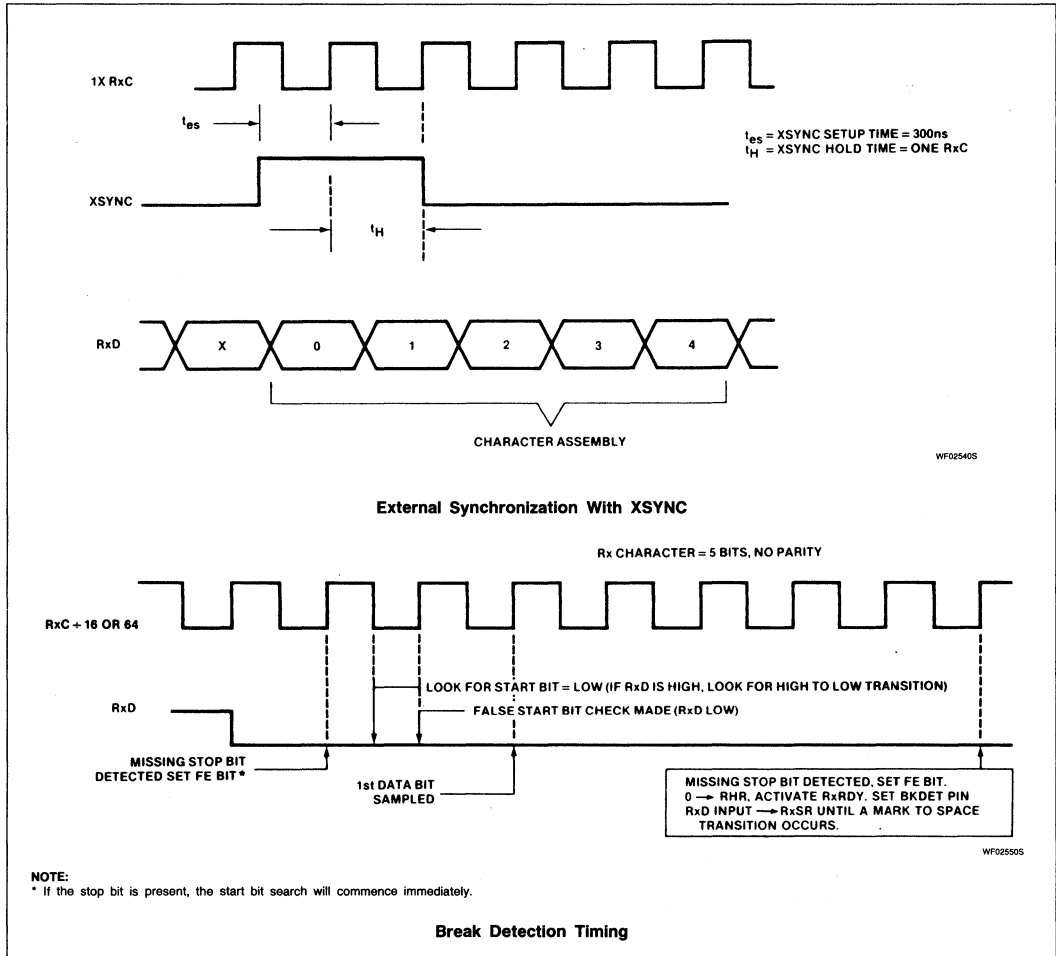 1X RxC
tes
tes = XSYNC SETUP TIME = 300ns
tH = XSYNC HOLD TIME = ONE RxC
XSYNC
tH
RxD
X 0 1 2 3 4
CHARACTER ASSEMBLY
WF02540S
External Synchronization With XSYNC
Rx CHARACTER = 5 BITS, NO PARITY
RxC ÷ 16 OR 64
LOOK FOR START BIT = LOW (IF RxD IS HIGH, LOOK FOR HIGH TO LOW TRANSITION)
RxD
FALSE START BIT CHECK MADE (RxD LOW)
MISSING STOP BIT
DETECTED SET FE BIT*
1st DATA BIT
SAMPLED
MISSING STOP BIT DETECTED, SET FE BIT.
0 → RHR, ACTIVATE RxRDY. SET BKDET PIN
RxD INPUT → RxSR UNTIL A MARK TO SPACE
TRANSITION OCCURS.
WF02550S
NOTE:
* If the stop bit is present, the start bit search will commence immediately.
Break Detection Timing